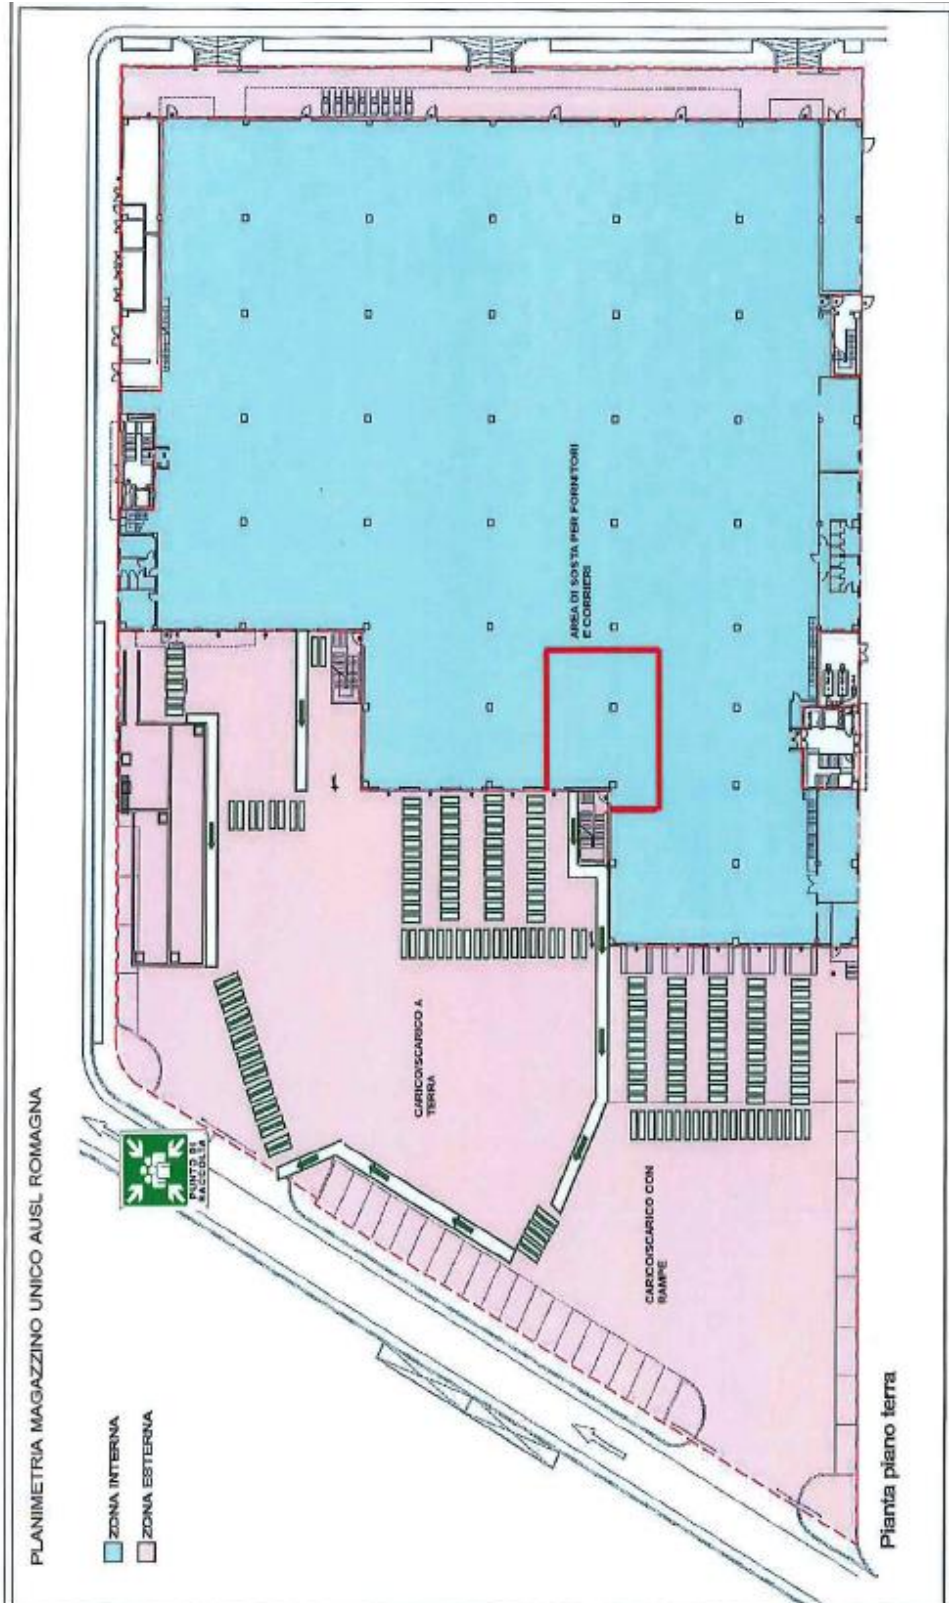 PLANIMETRIA MAGAZZINO UNICO AUSL ROMAGNA
ZONA INTERNA
ZONA ESTERNA
PUNTO DI
RACCOLTA
CARICO/SCARICO A
TERRA
CARICO/SCARICO CON
RAMPE
AREA DI SOSTA PER FORNITORI
E CORRIERI
Pianta piano terra